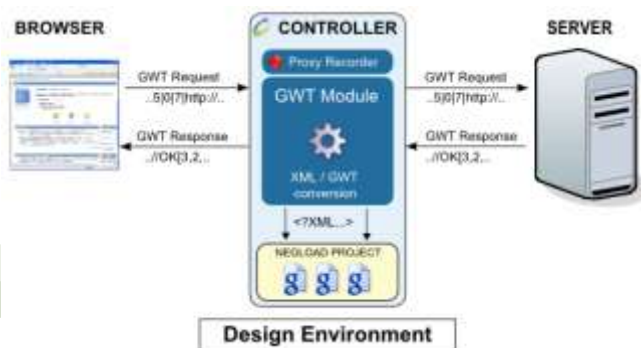 BROWSER
CONTROLLER
SERVER
Proxy Recorder
GWT Request
..5|0[7]http://..
GWT Module
GWT Request
..5|0[7]http://..
GWT Response
..//OK[3,2,..
GWT Response
..//OK[3,2,..
XML / GWT
conversion
<?XML...>
NEOLOAD PROJECT
g g g
Design Environment